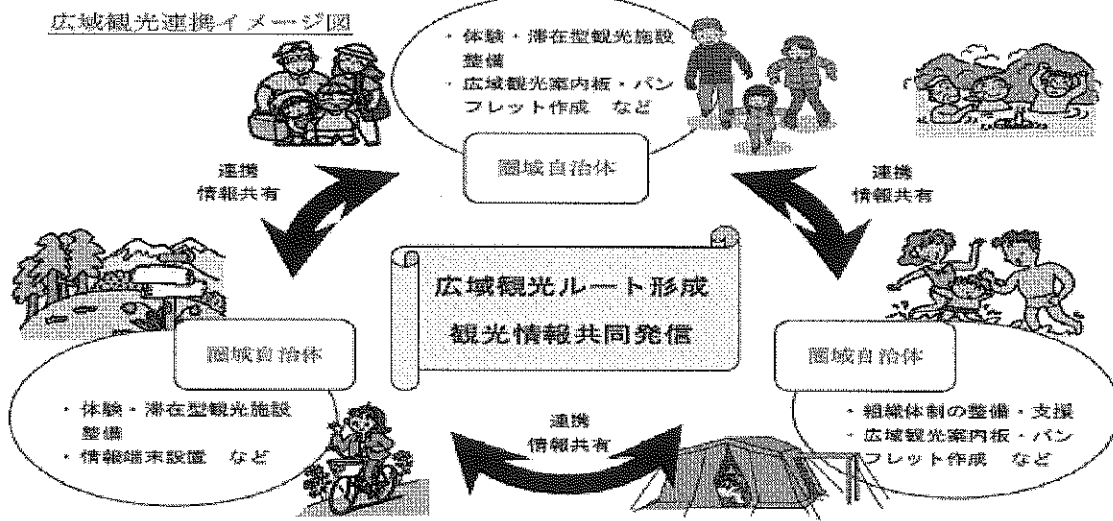 広域観光連携イメージ図
・体験・滞在型観光施設
整備
・広域観光案内板・パン
フレット作成 など
圏域自治体
連携
情報共有
連携
情報共有
広域観光ルート形成
観光情報共同発信
圏域自治体
・体験・滞在型観光施設
整備
・情報端末設置 など
圏域自治体
・組織体制の整備・支援
・広域観光案内板・パン
フレット作成 など
連携
情報共有